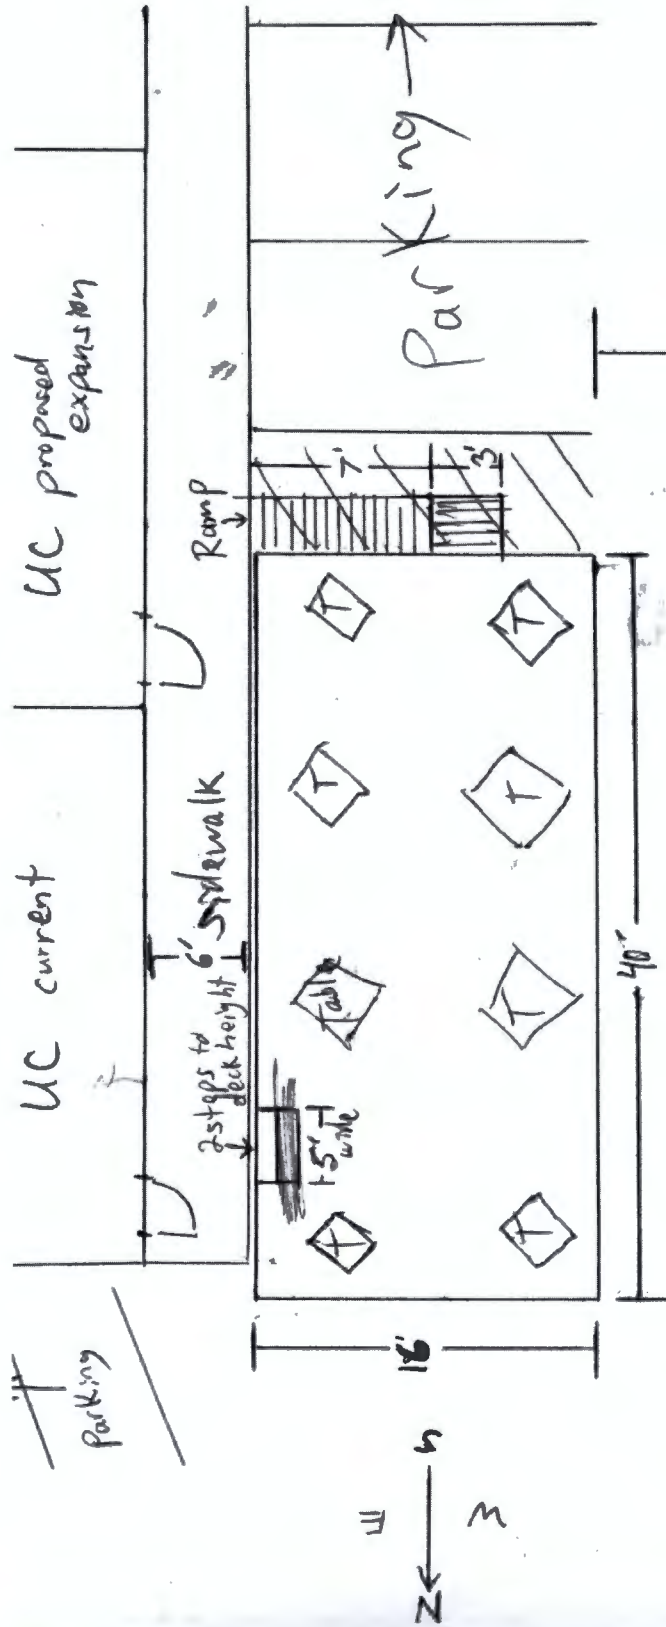 UC current
UC proposed
expansion
Parking
6' sidewalk
2 steps to
deck height
Ramp
5'
wide
7'
3'
Parking
T
Table
T
T
T
T
T
T
18'
40'
N
S
E
W